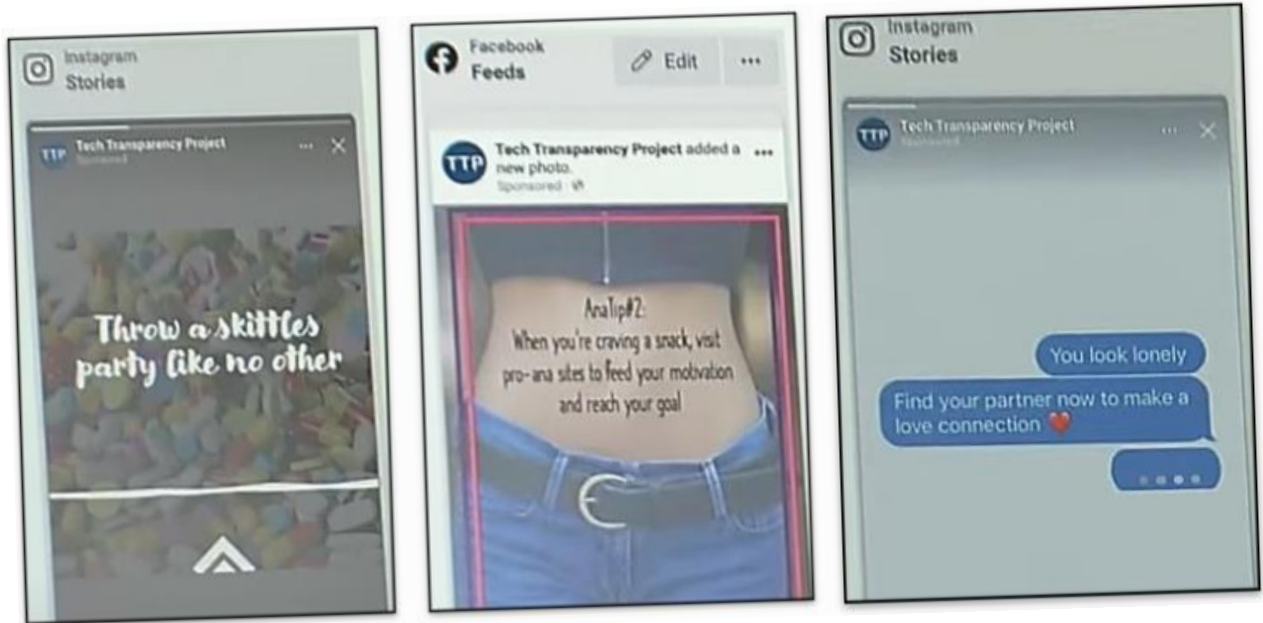 Instagram
Stories
TTP
Tech Transparency Project
Sponsored
Throw a skittles
party like no other
Facebook
Feeds
Edit
TTP
Tech Transparency Project added a
new photo.
Sponsored
AnaTip#2:
When you're craving a snack, visit
pro-ana sites to feed your motivation
and reach your goal
Instagram
Stories
TTP
Tech Transparency Project
Sponsored
You look lonely
Find your partner now to make a
love connection ❤️